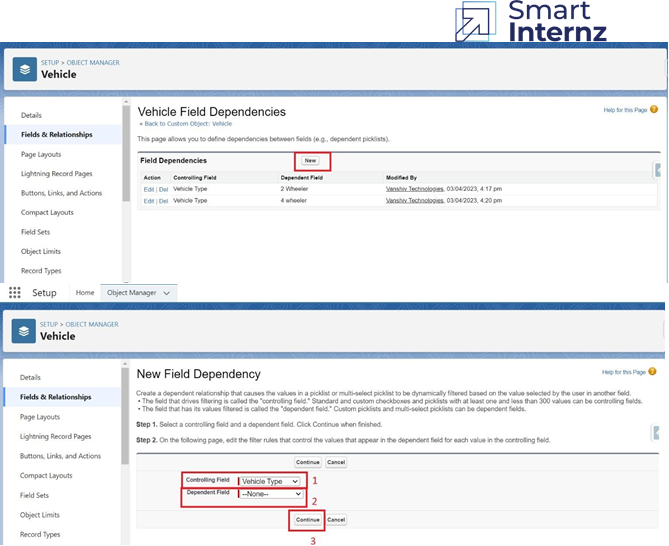 Smart
Internz
SETUP > OBJECT MANAGER
Vehicle
Details
Fields & Relationships
Page Layouts
Lightning Record Pages
Buttons, Links, and Actions
Compact Layouts
Field Sets
Object Limits
Record Types
Vehicle Field Dependencies
Help for this Page ?
« Back to Custom Object: Vehicle
This page allows you to define dependencies between fields (e.g., dependent picklists).
Field Dependencies New
Action Controlling Field Dependent Field Modified By
Edit | Del Vehicle Type 2 Wheeler Vanshiv Technologies, 03/04/2023, 4:17 pm
Edit | Del Vehicle Type 4 wheeler Vanshiv Technologies, 03/04/2023, 4:20 pm
Setup Home Object Manager
SETUP > OBJECT MANAGER
Vehicle
Details
Fields & Relationships
Page Layouts
Lightning Record Pages
Buttons, Links, and Actions
Compact Layouts
Field Sets
Object Limits
Record Types
New Field Dependency
Help for this Page ?
Create a dependent relationship that causes the values in a picklist or multi-select picklist to be dynamically filtered based on the value selected by the user in another field.
• The field that drives filtering is called the "controlling field." Standard and custom checkboxes and picklists with at least one and less than 300 values can be controlling fields.
• The field that has its values filtered is called the "dependent field." Custom picklists and multi-select picklists can be dependent fields.
Step 1. Select a controlling field and a dependent field. Click Continue when finished.
Step 2. On the following page, edit the filter rules that control the values that appear in the dependent field for each value in the controlling field.
Continue Cancel
Controlling Field Vehicle Type 1
Dependent Field --None-- 2
Continue Cancel
3